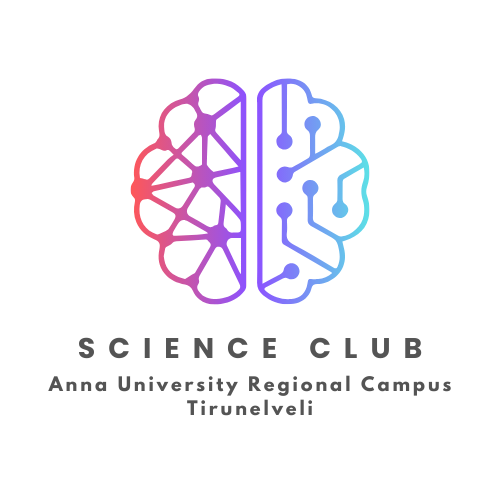 SCIENCE CLUB
Anna University Regional Campus
Tirunelveli